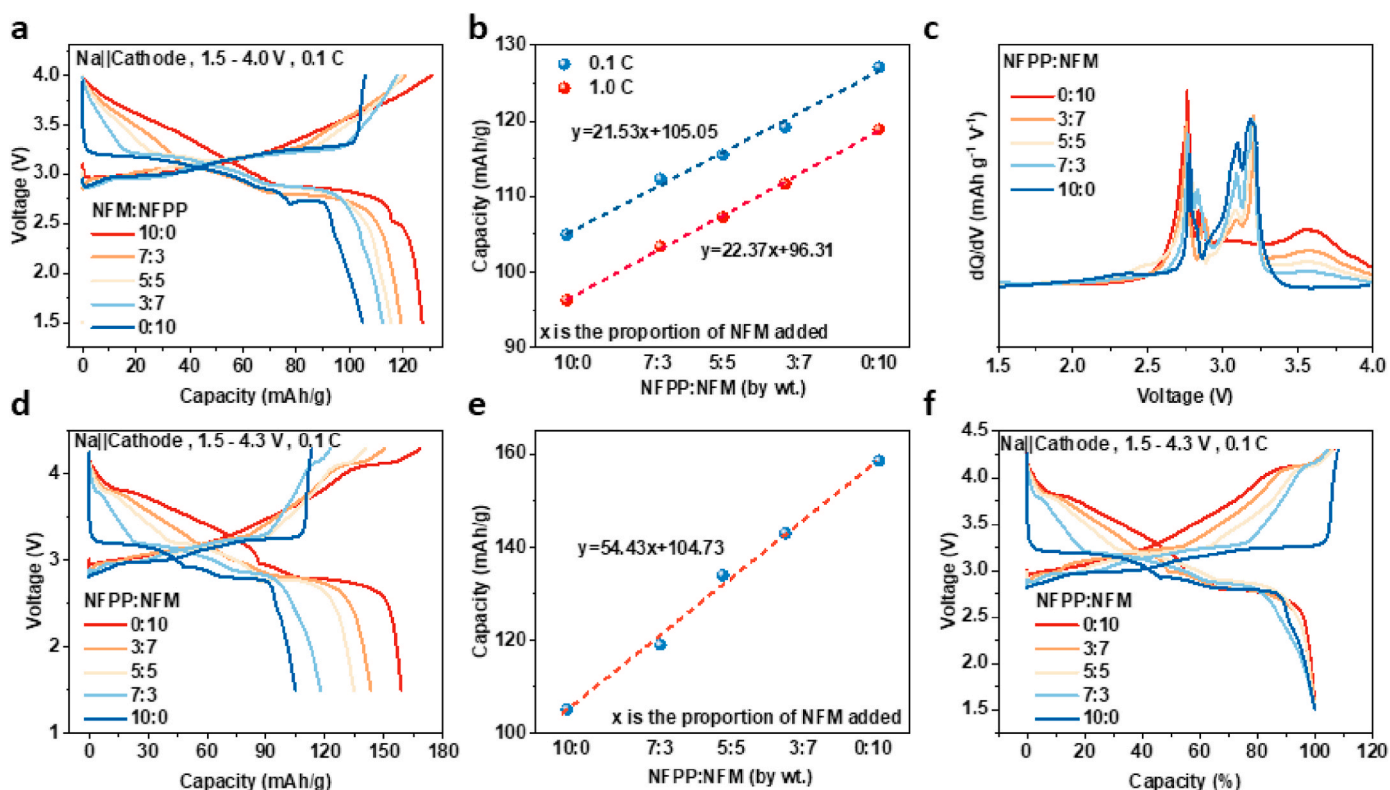 a
Na||Cathode , 1.5 - 4.0 V , 0.1 C
4.0
3.5
3.0
2.5
2.0
1.5
Voltage (V)
NFM:NFPP
10:0
7:3
5:5
3:7
0:10
0 20 40 60 80 100 120
Capacity (mAh/g)
b
130
120
110
100
90
Capacity (mAh/g)
0.1 C
1.0 C
y=21.53x+105.05
y=22.37x+96.31
x is the proportion of NFM added
10:0 7:3 5:5 3:7 0:10
NFPP:NFM (by wt.)
c
NFPP:NFM
0:10
3:7
5:5
7:3
10:0
dQ/dV (mAh g⁻¹ V⁻¹)
1.5 2.0 2.5 3.0 3.5 4.0
Voltage (V)
d
Na||Cathode , 1.5 - 4.3 V , 0.1 C
4
3
2
1
Voltage (V)
NFPP:NFM
0:10
3:7
5:5
7:3
10:0
0 30 60 90 120 150 180
Capacity (mAh/g)
e
160
140
120
100
Capacity (mAh/g)
y=54.43x+104.73
x is the proportion of NFM added
10:0 7:3 5:5 3:7 0:10
NFPP:NFM (by wt.)
f
4.5
Na||Cathode , 1.5 - 4.3 V , 0.1 C
4.0
3.5
3.0
2.5
2.0
1.5
Voltage (V)
NFPP:NFM
0:10
3:7
5:5
7:3
10:0
0 20 40 60 80 100 120
Capacity (%)